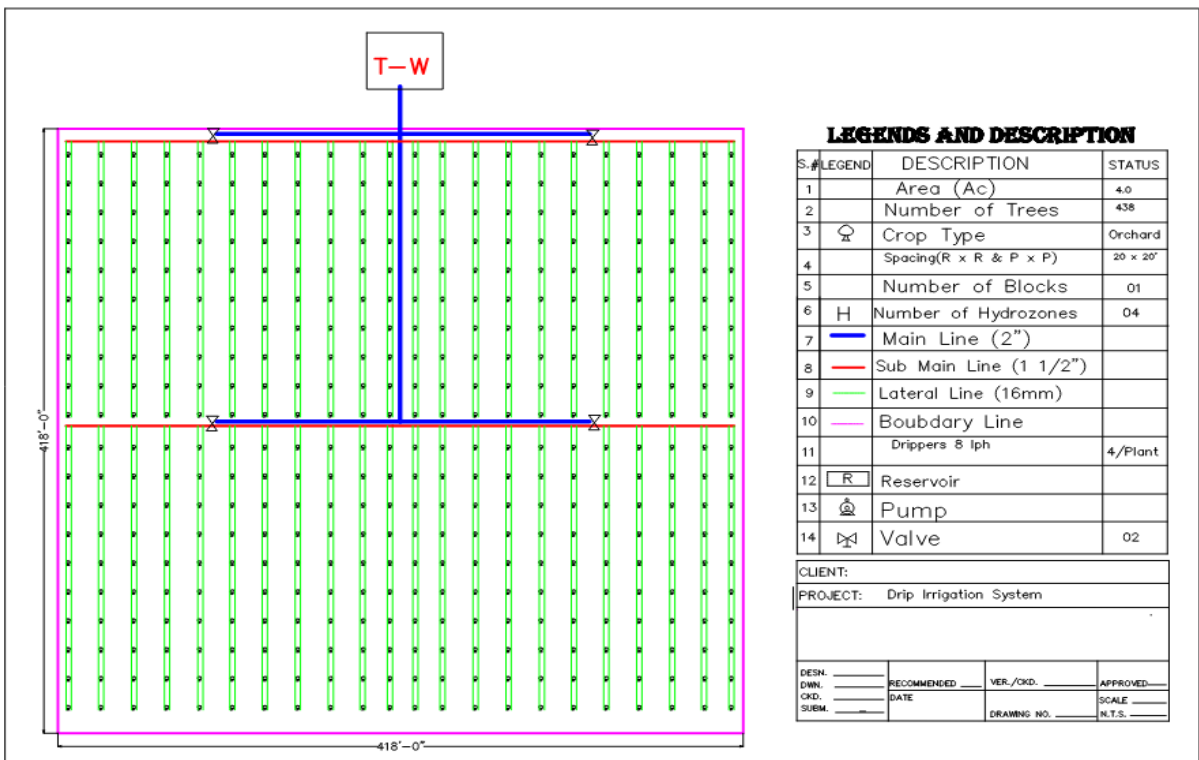 T-W
418'-0"
418'-0"
LEGENDS AND DESCRIPTION
S.# LEGEND DESCRIPTION STATUS
1 Area (Ac) 4.0
2 Number of Trees 438
3 Crop Type Orchard
4 Spacing(R x R & P x P) 20 x 20'
5 Number of Blocks 01
6 H Number of Hydrozones 04
7 Main Line (2")
8 Sub Main Line (1 1/2")
9 Lateral Line (16mm)
10 Boubdary Line
11 Drippers 8 lph 4/Plant
12 R Reservoir
13 Pump
14 Valve 02
CLIENT:
PROJECT: Drip Irrigation System
DESN.
DWN. RECOMMENDED VER./CKD. APPROVED
CKD. DATE SCALE
SUBM. DRAWING NO. N.T.S.